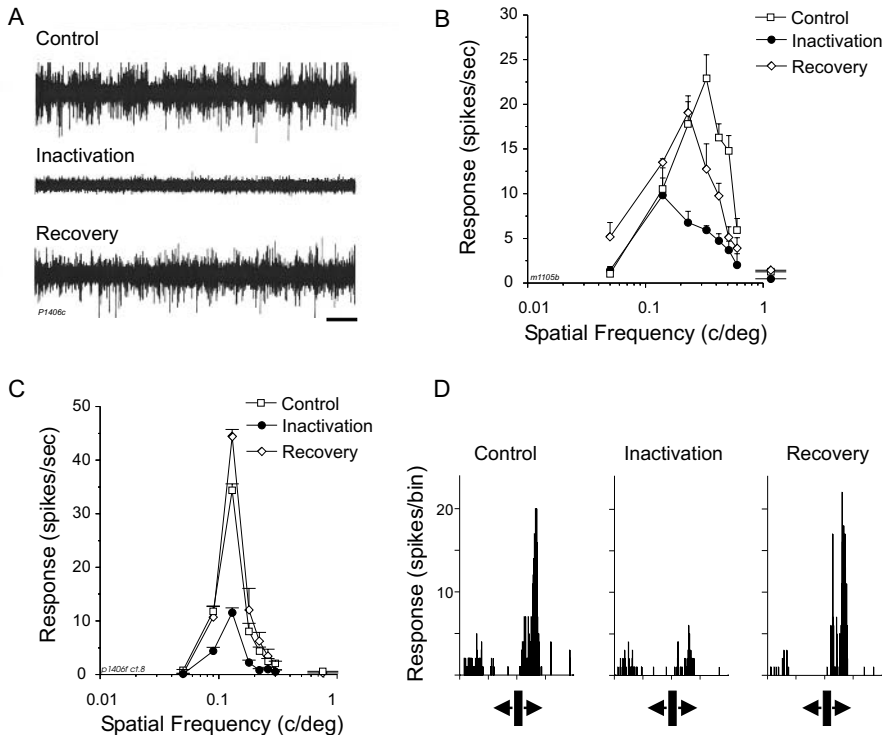 A
Control
Inactivation
Recovery
P1406c
B
Control
Inactivation
Recovery
Response (spikes/sec)
30
25
20
15
10
5
0
m1105b
0.01
0.1
1
Spatial Frequency (c/deg)
C
Control
Inactivation
Recovery
Response (spikes/sec)
50
40
30
20
10
0
p1406f ct.8
0.01
0.1
1
Spatial Frequency (c/deg)
D
Control
Inactivation
Recovery
Response (spikes/bin)
20
10